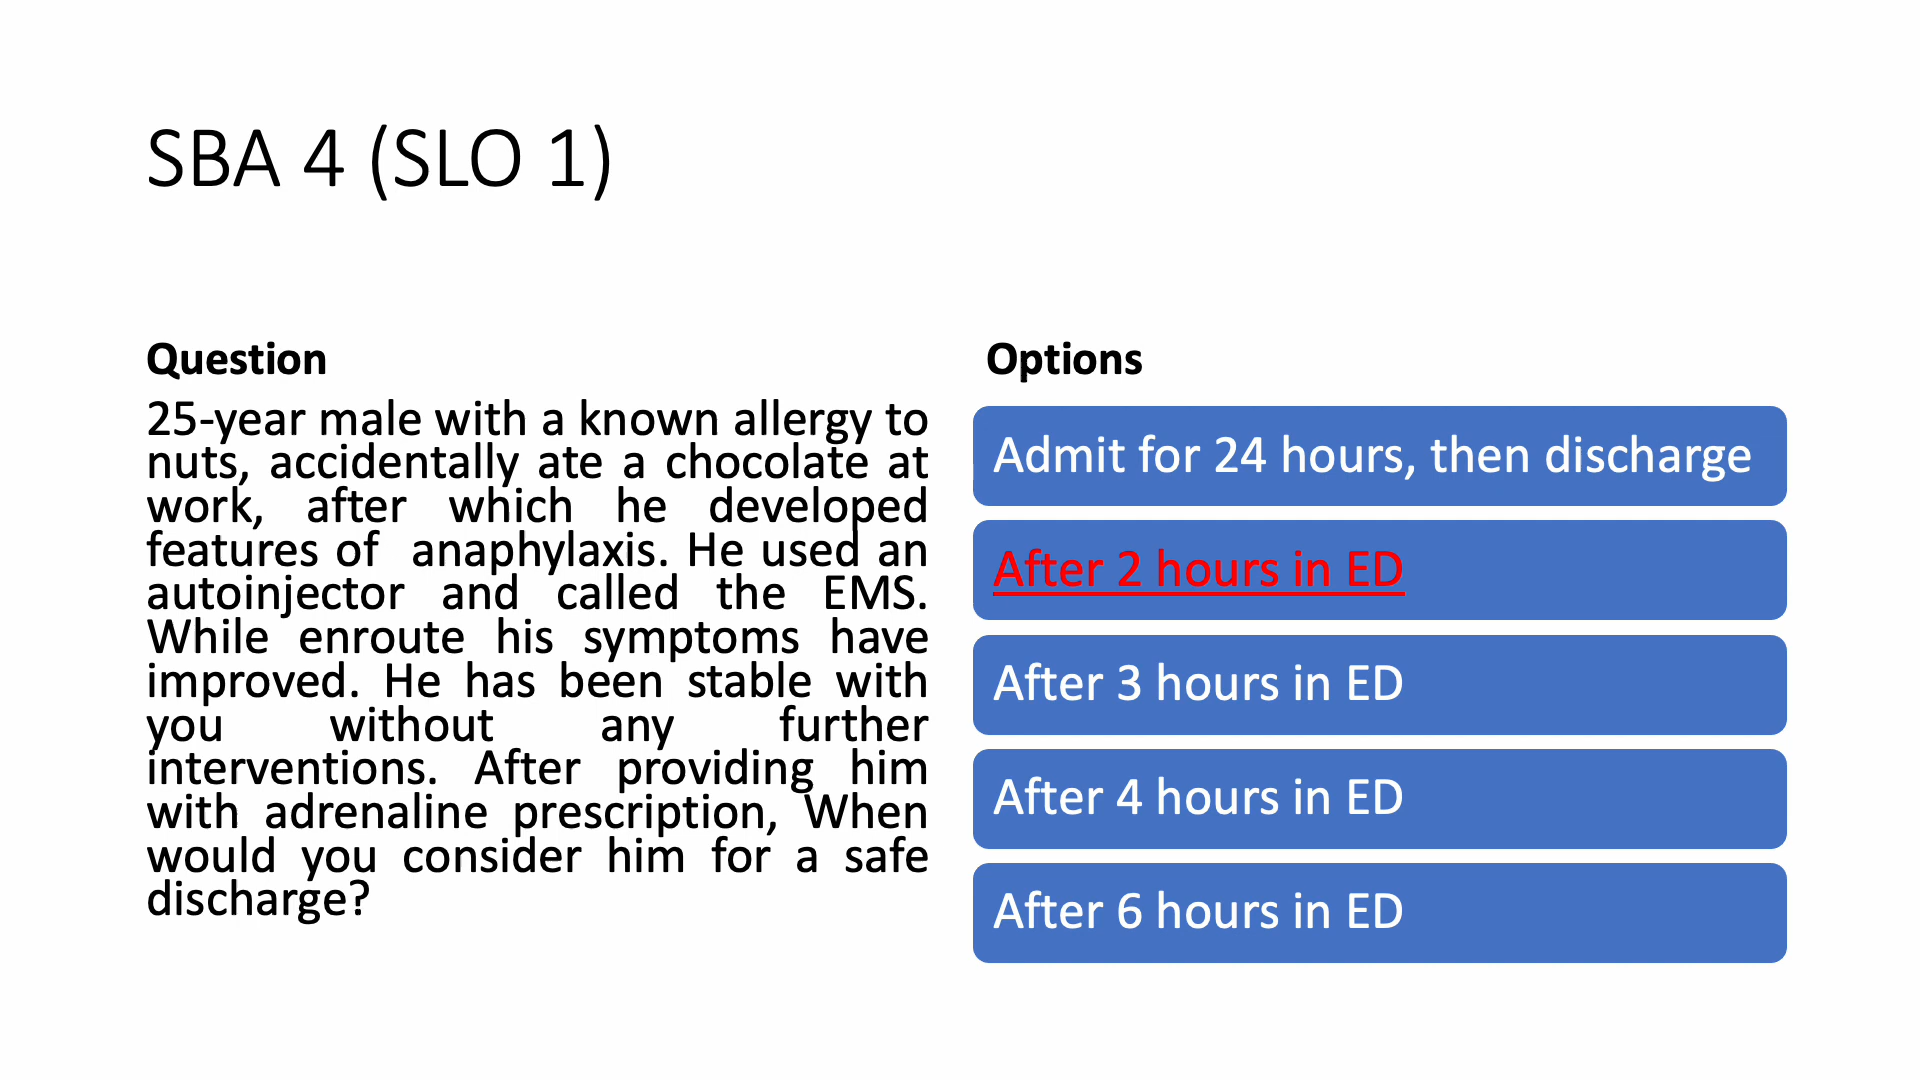 SBA 4 (SLO 1)
Question
25-year male with a known allergy to
nuts, accidentally ate a chocolate at
work, after which he developed
features of anaphylaxis. He used an
autoinjector and called the EMS.
While enroute his symptoms have
improved. He has been stable with
you without any further
interventions. After providing him
with adrenaline prescription, When
would you consider him for a safe
discharge?
Options
Admit for 24 hours, then discharge
After 2 hours in ED
After 3 hours in ED
After 4 hours in ED
After 6 hours in ED